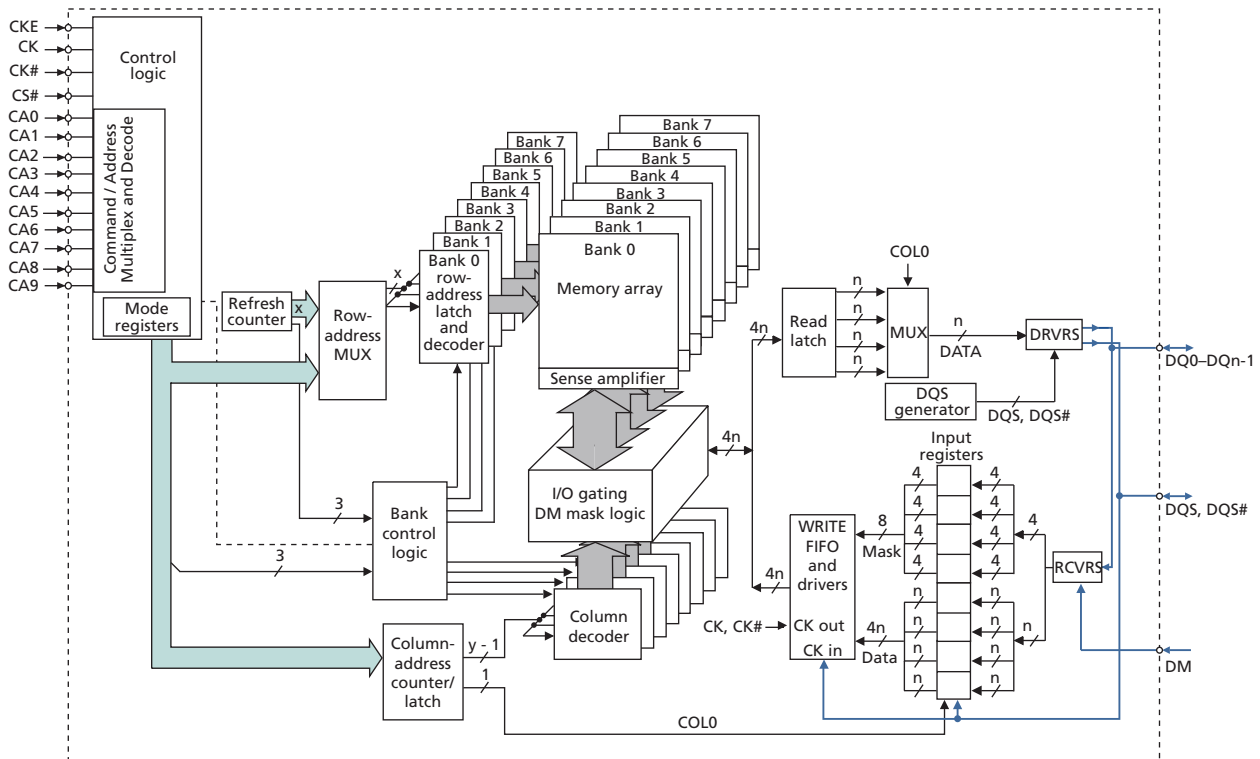 CKE
CK
CK#
CS#
CA0
CA1
CA2
CA3
CA4
CA5
CA6
CA7
CA8
CA9
Control
logic
Command / Address
Multiplex and Decode
Mode
registers
Refresh
counter
x
Row-
address
MUX
x
Bank 7
Bank 6
Bank 5
Bank 4
Bank 3
Bank 2
Bank 1
Bank 0
row-
address
latch
and
decoder
Bank 7
Bank 6
Bank 5
Bank 4
Bank 3
Bank 2
Bank 1
Bank 0
Memory array
Sense amplifier
3
3
Bank
control
logic
I/O gating
DM mask logic
Column
decoder
Column-
address
counter/
latch
y - 1
1
COL0
4n
4n
Read
latch
n
n
n
n
COL0
MUX
n
DATA
DRVRS
DQS
generator
DQS, DQS#
DQ0–DQn-1
DQS, DQS#
DM
Input
registers
4
4
4
4
4
4
4
4
4
n
n
n
n
n
n
n
n
n
RCVRS
8
Mask
4n
Data
WRITE
FIFO
and
drivers
CK out
CK in
4n
CK, CK#